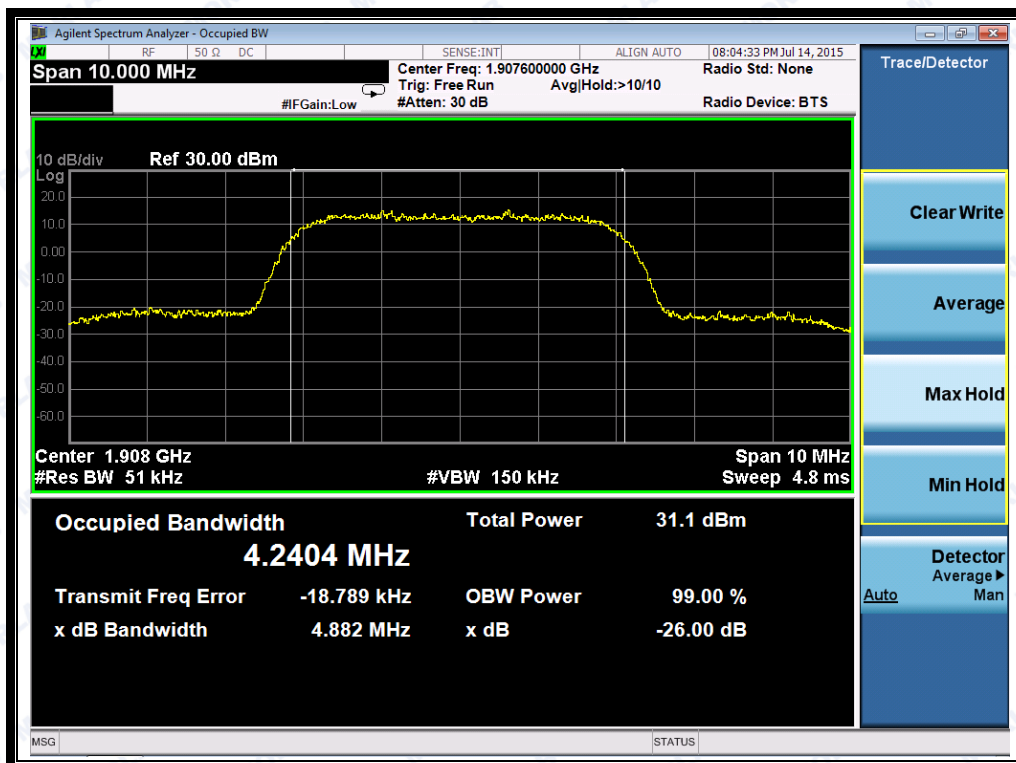 Agilent Spectrum Analyzer - Occupied BW
LXI RF 50 Ω DC SENSE:INT ALIGN AUTO 08:04:33 PM Jul 14, 2015
Span 10.000 MHz
Center Freq: 1.907600000 GHz
Radio Std: None
Trig: Free Run Avg|Hold:>10/10
#IFGain:Low
#Atten: 30 dB
Radio Device: BTS
10 dB/div Ref 30.00 dBm
Log
20.0
10.0
0.00
-10.0
-20.0
-30.0
-40.0
-50.0
-60.0
Center 1.908 GHz
Span 10 MHz
#Res BW 51 kHz
#VBW 150 kHz
Sweep 4.8 ms
Occupied Bandwidth
Total Power 31.1 dBm
4.2404 MHz
Transmit Freq Error -18.789 kHz
OBW Power 99.00 %
x dB Bandwidth 4.882 MHz
x dB -26.00 dB
MSG
STATUS
Trace/Detector
Clear Write
Average
Max Hold
Min Hold
Detector
Average▶
Auto Man